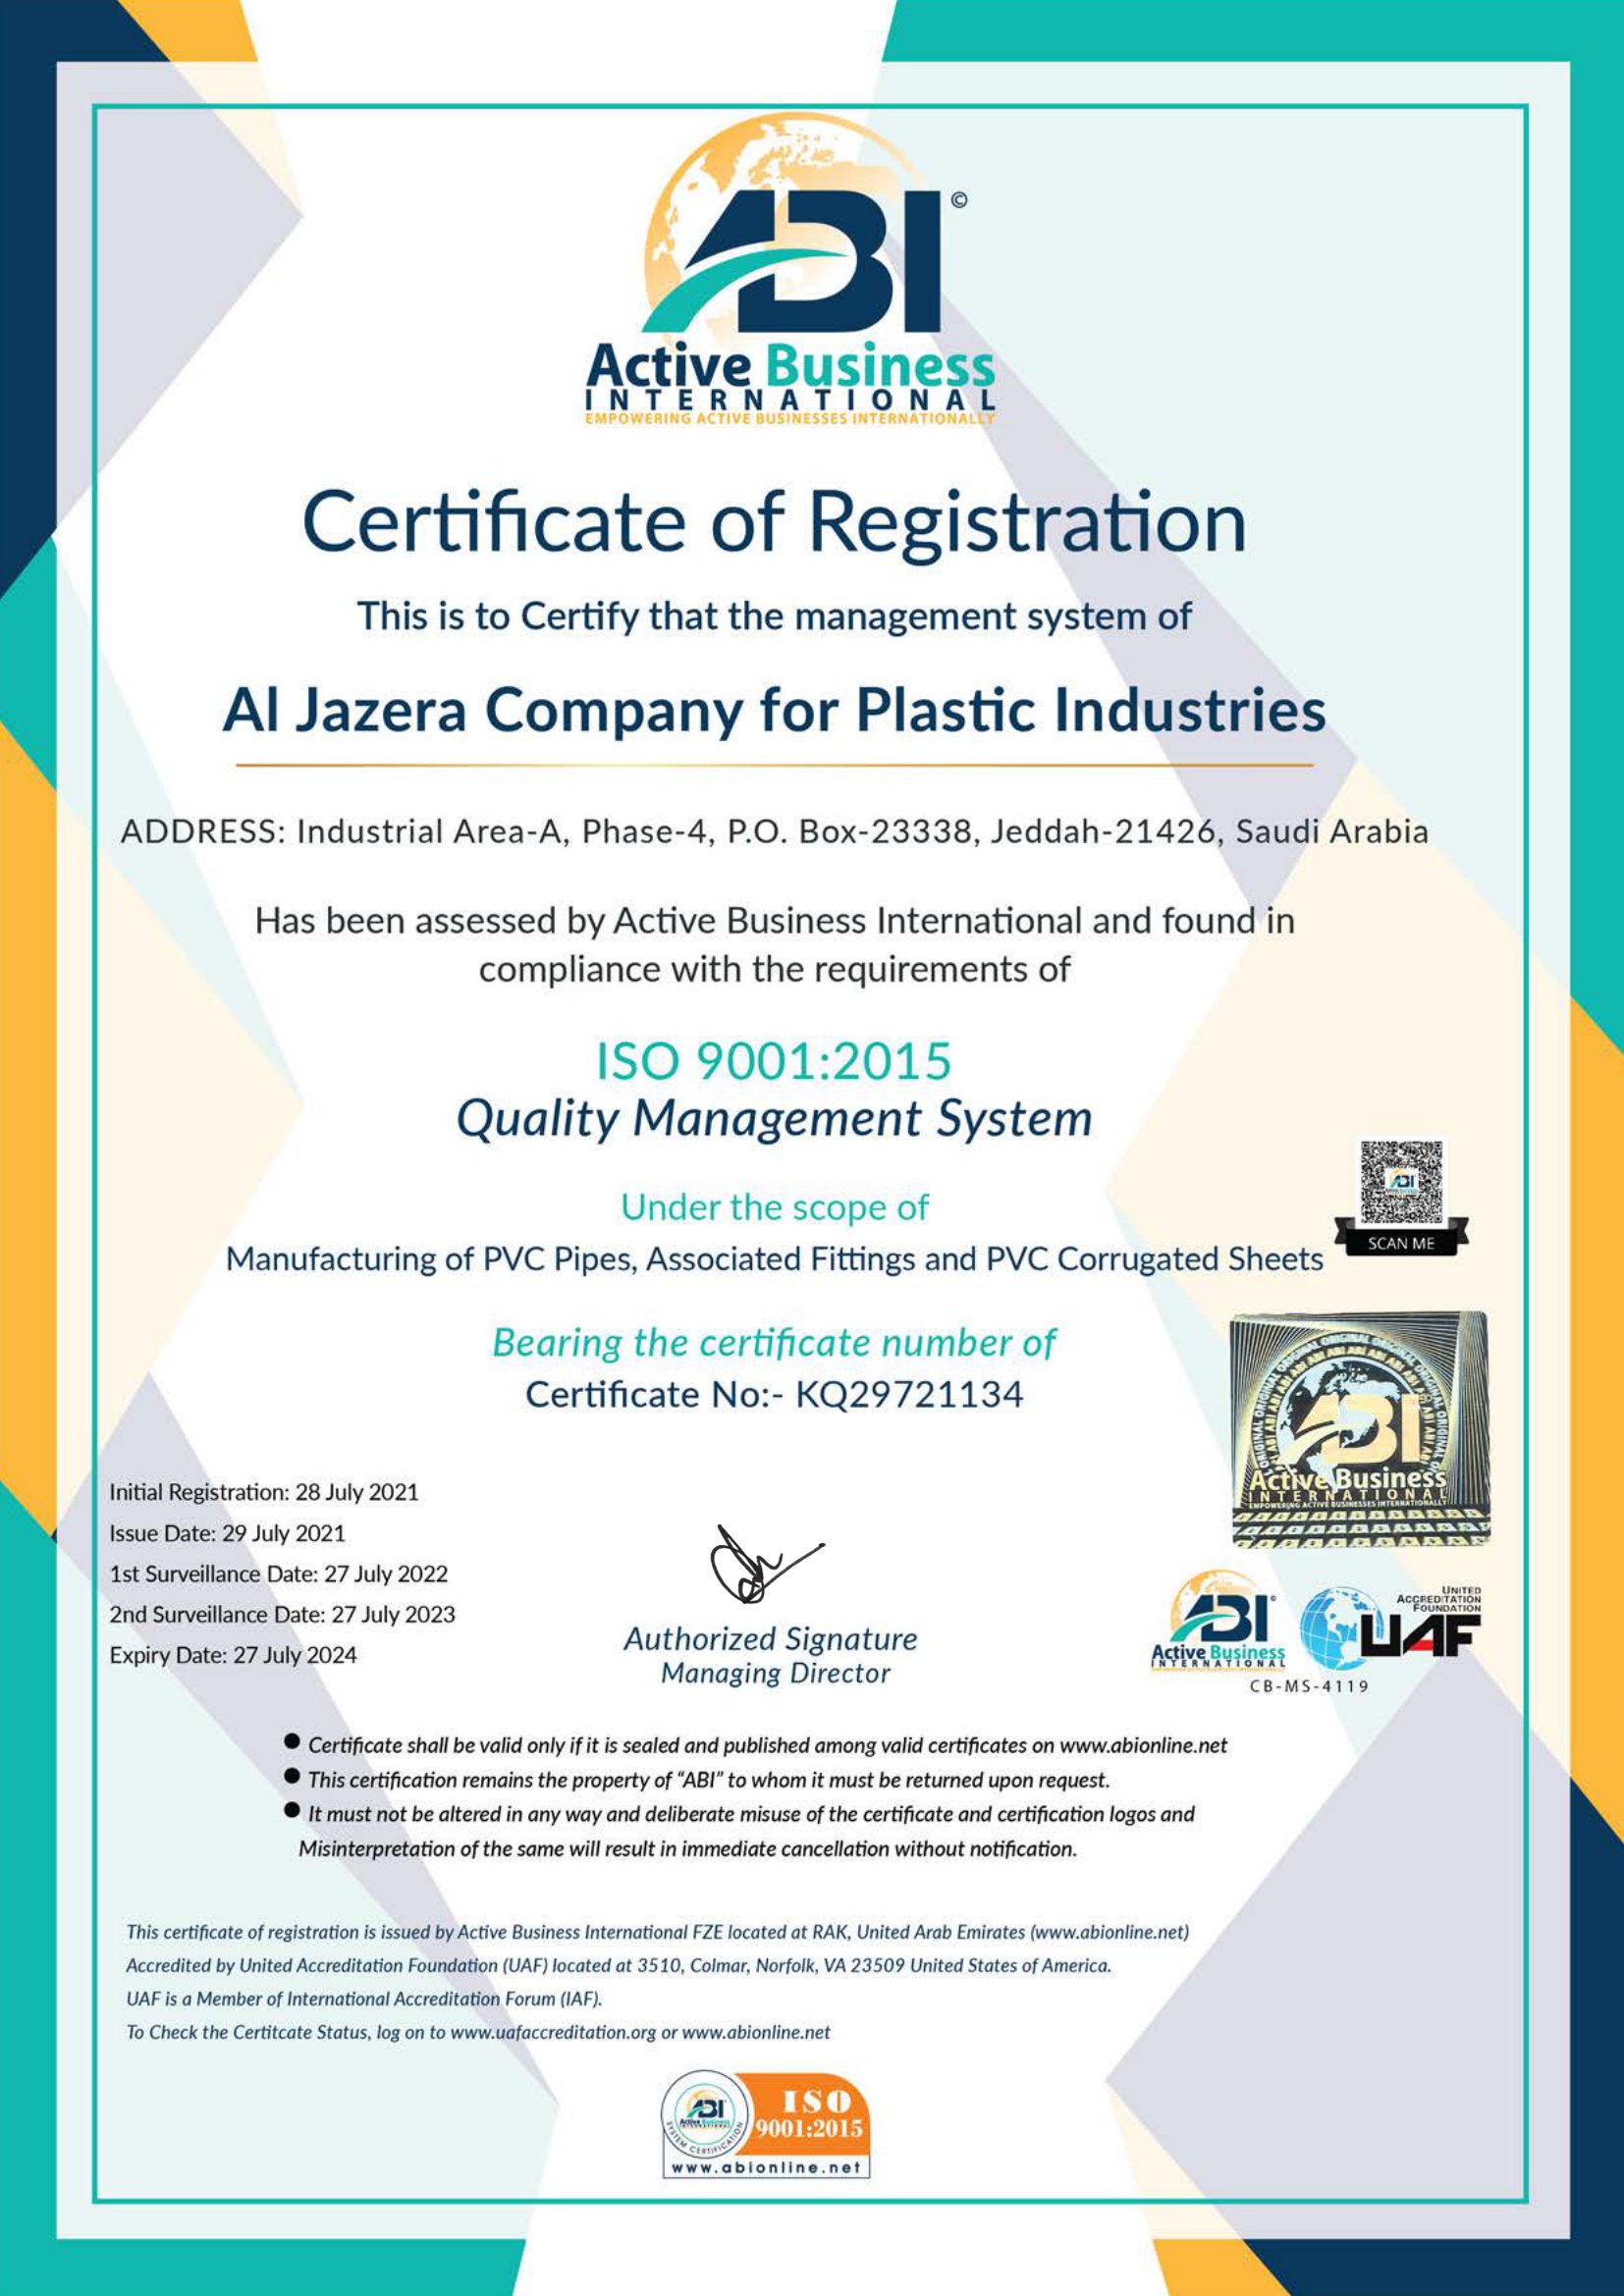 ABI©
Active Business
INTERNATIONAL
EMPOWERING ACTIVE BUSINESSES INTERNATIONALLY
Certificate of Registration
This is to Certify that the management system of
Al Jazera Company for Plastic Industries
ADDRESS: Industrial Area-A, Phase-4, P.O. Box-23338, Jeddah-21426, Saudi Arabia
Has been assessed by Active Business International and found in
compliance with the requirements of
ISO 9001:2015
Quality Management System
Under the scope of
Manufacturing of PVC Pipes, Associated Fittings and PVC Corrugated Sheets
ABI
SCAN ME
Bearing the certificate number of
Certificate No:- KQ29721134
ABI
Active Business
INTERNATIONAL
EMPOWERING ACTIVE BUSINESSES INTERNATIONALLY
Initial Registration: 28 July 2021
Issue Date: 29 July 2021
1st Surveillance Date: 27 July 2022
2nd Surveillance Date: 27 July 2023
Expiry Date: 27 July 2024
Authorized Signature
Managing Director
ABI
Active Business
INTERNATIONAL
UNITED
ACCREDITATION
FOUNDATION
UAF
CB-MS-4119
● Certificate shall be valid only if it is sealed and published among valid certificates on www.abionline.net
● This certification remains the property of “ABI” to whom it must be returned upon request.
● It must not be altered in any way and deliberate misuse of the certificate and certification logos and
Misinterpretation of the same will result in immediate cancellation without notification.
This certificate of registration is issued by Active Business International FZE located at RAK, United Arab Emirates (www.abionline.net)
Accredited by United Accreditation Foundation (UAF) located at 3510, Colmar, Norfolk, VA 23509 United States of America.
UAF is a Member of International Accreditation Forum (IAF).
To Check the Certitcate Status, log on to www.uafaccreditation.org or www.abionline.net
ABI
Active Business
SYSTEM CERTIFICATION
ISO
9001:2015
www.abionline.net